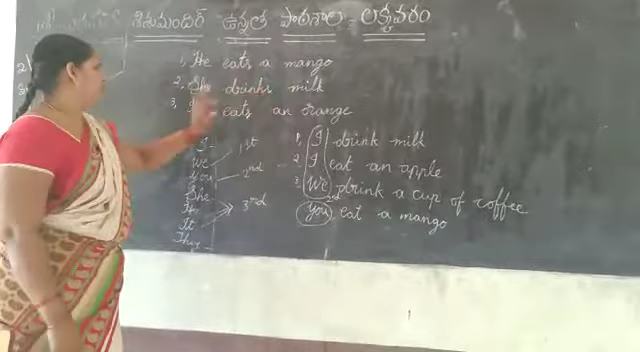 శిశుమందిర్ ఉన్నత పాఠశాల - లక్కవరం
1, He eats a mango
2, She drinks milk
3, eats an orange
I -
We 1st
You 2nd
She
He 3rd
It
They
1, I drink milk
2 I eat an apple
3 We drink a cup of coffee
2nd
You eat a mango